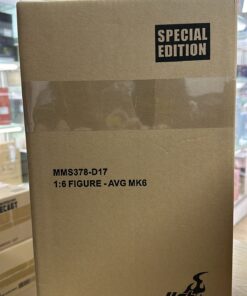 SPECIAL
EDITION
MMS378-D17
1:6 FIGURE - AVG MK6